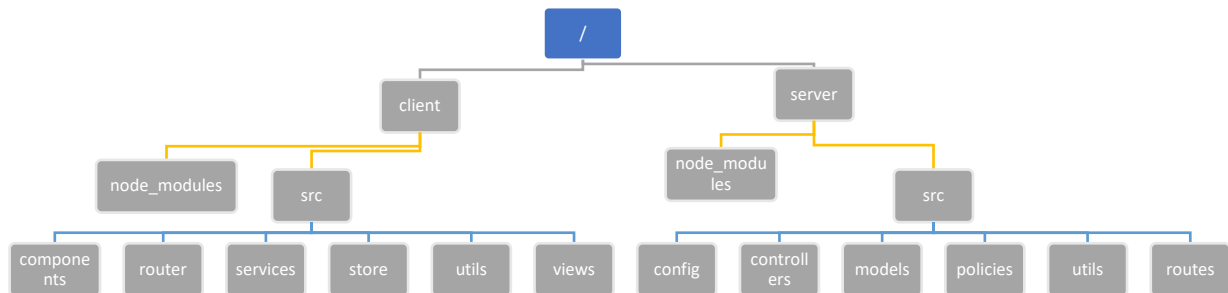 /
client
server
node_modules
src
node_modu
les
src
compone
nts
router
services
store
utils
views
config
controll
ers
models
policies
utils
routes